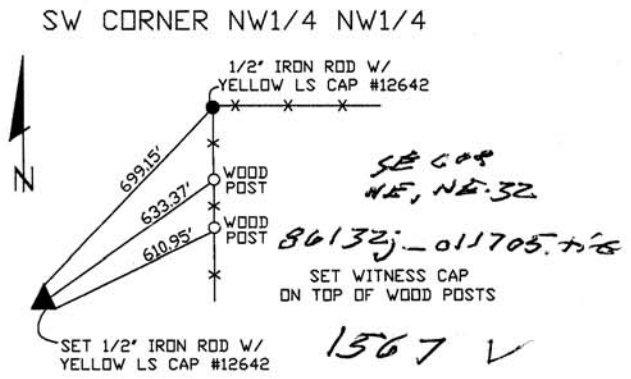 SW CORNER NW1/4 NW1/4
1/2" IRON ROD W/
YELLOW LS CAP #12642
N
699.15'
633.37'
610.95'
WOOD
POST
WOOD
POST
SE COR
NE, NE-32
86132j_011705.tif
SET WITNESS CAP
ON TOP OF WOOD POSTS
SET 1/2" IRON ROD W/
YELLOW LS CAP #12642
1567 V